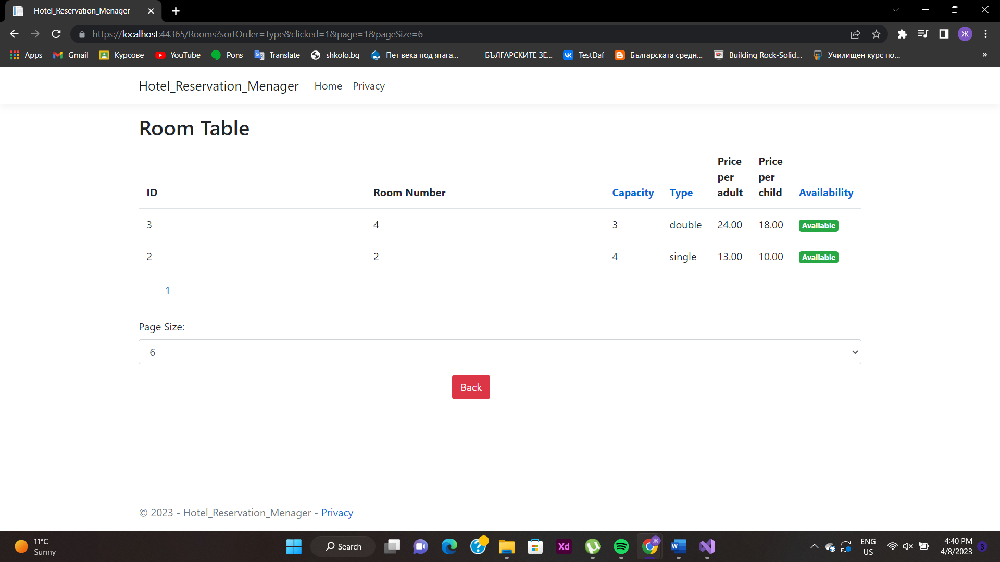 - Hotel_Reservation_Menager
https://localhost:44365/Rooms?sortOrder=Type&clicked=1&page=1&pageSize=6
Ж
Apps Gmail Курсове YouTube Pons Translate shkolo.bg Пет века под ятага... БЪЛГАРСКИТЕ ЗЕ... TestDaf Българската средн... Building Rock-Solid... Училищен курс по... »
Hotel_Reservation_Menager Home Privacy
Room Table
ID Room Number Capacity Type Price per adult Price per child Availability
3 4 3 double 24.00 18.00 Available
2 2 4 single 13.00 10.00 Available
1
Page Size:
6
Back
© 2023 - Hotel_Reservation_Menager - Privacy
11°C
Sunny
Search
Xd
W
Ж
ENG
US
4:40 PM
4/8/2023
8